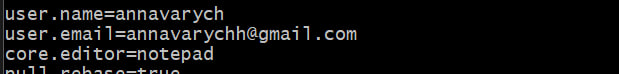 user.name=annavarych
user.email=annavarychh@gmail.com
core.editor=notepad
pull.rebase=true